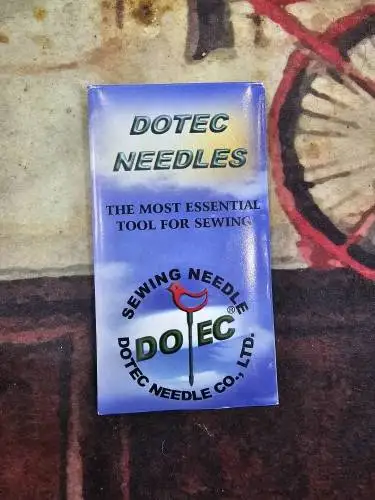 DOTEC
NEEDLES
THE MOST ESSENTIAL
TOOL FOR SEWING
SEWING NEEDLE
DOTEC®
DOTEC NEEDLE CO., LTD.